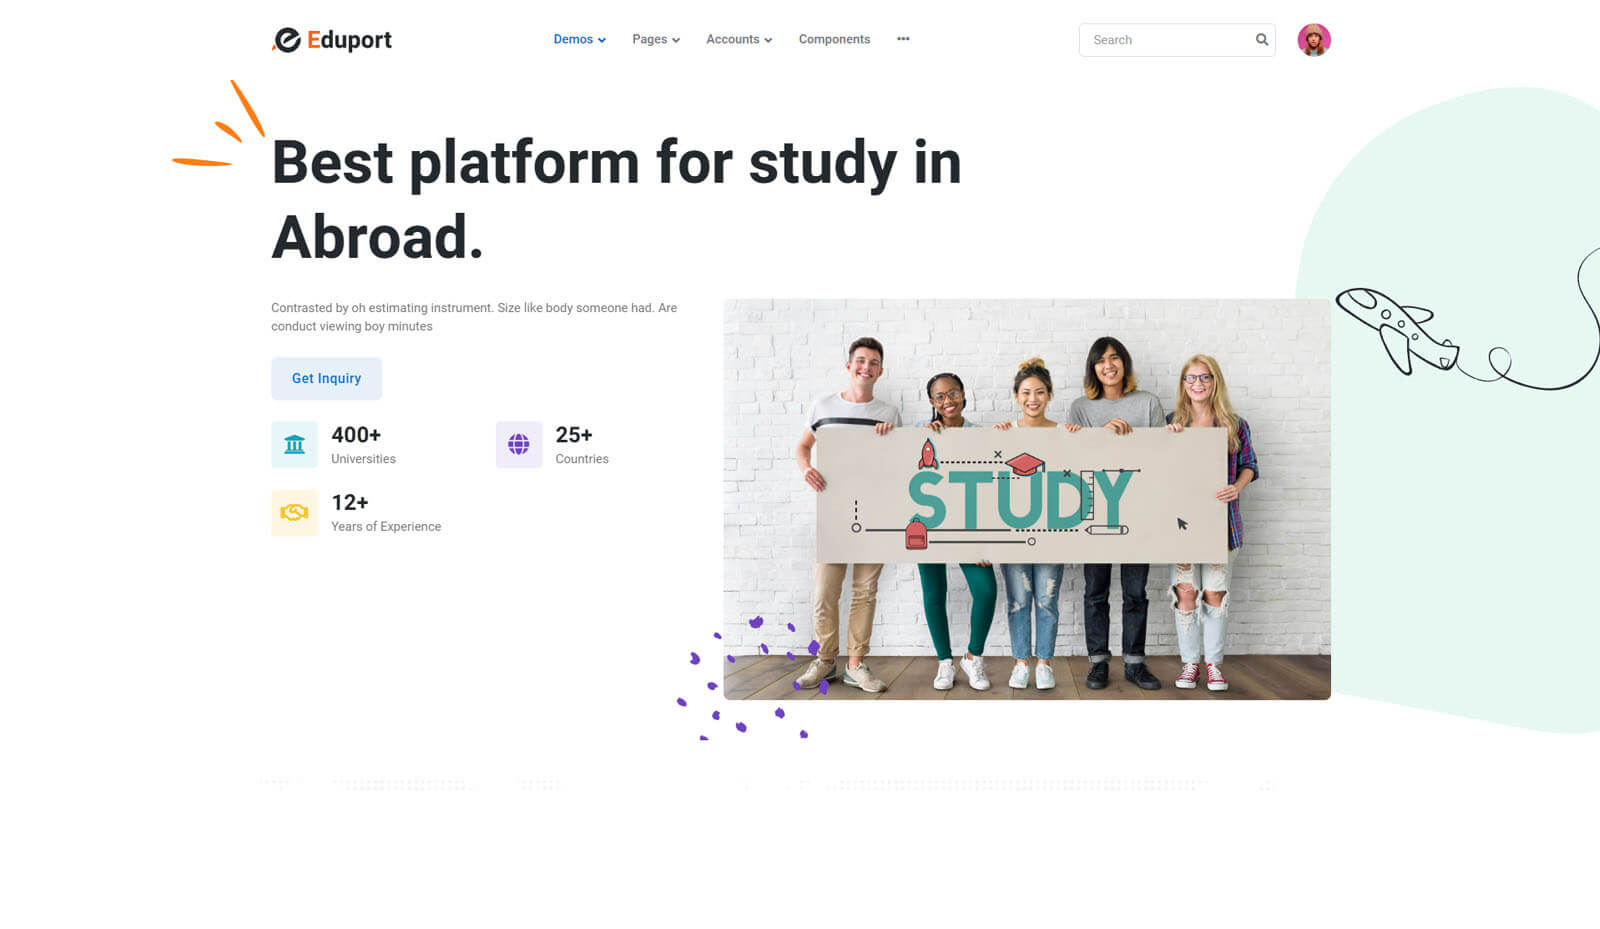 Eduport
Demos
Pages
Accounts
Components
Search
Best platform for study in
Abroad.
Contrasted by oh estimating instrument. Size like body someone had. Are
conduct viewing boy minutes
Get Inquiry
400+
Universities
25+
Countries
12+
Years of Experience
STUDY